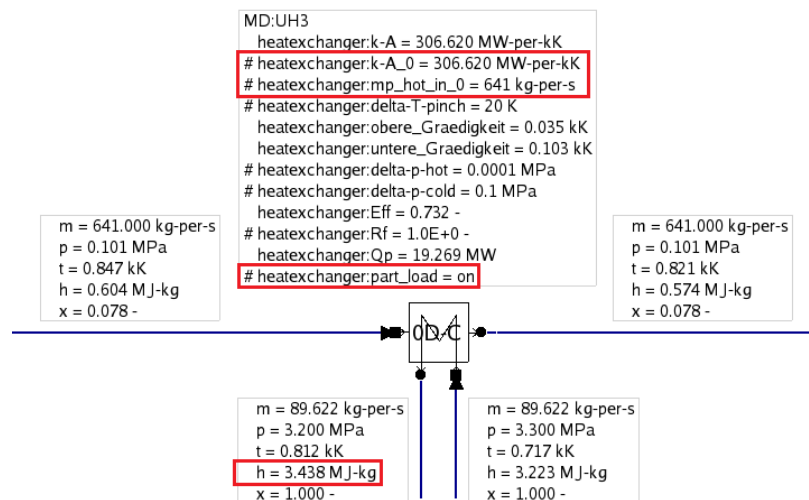 MD:UH3
heatexchanger:k-A = 306.620 MW-per-kK
# heatexchanger:k-A_0 = 306.620 MW-per-kK
# heatexchanger:mp_hot_in_0 = 641 kg-per-s
# heatexchanger:delta-T-pinch = 20 K
heatexchanger:obere_Graedigkeit = 0.035 kK
heatexchanger:untere_Graedigkeit = 0.103 kK
# heatexchanger:delta-p-hot = 0.0001 MPa
# heatexchanger:delta-p-cold = 0.1 MPa
heatexchanger:Eff = 0.732 -
# heatexchanger:Rf = 1.0E+0 -
heatexchanger:Qp = 19.269 MW
# heatexchanger:part_load = on
m = 641.000 kg-per-s
p = 0.101 MPa
t = 0.847 kK
h = 0.604 MJ-kg
x = 0.078 -
m = 641.000 kg-per-s
p = 0.101 MPa
t = 0.821 kK
h = 0.574 MJ-kg
x = 0.078 -
0D-C
m = 89.622 kg-per-s
p = 3.200 MPa
t = 0.812 kK
h = 3.438 MJ-kg
x = 1.000 -
m = 89.622 kg-per-s
p = 3.300 MPa
t = 0.717 kK
h = 3.223 MJ-kg
x = 1.000 -